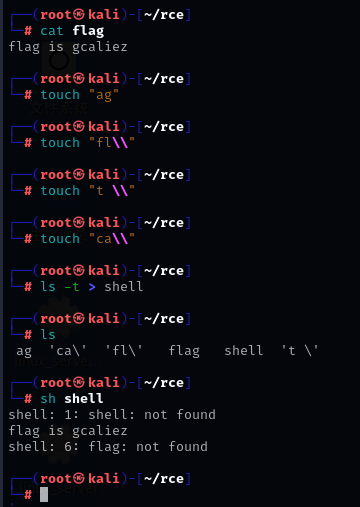 ┌──(root㉿kali)-[~/rce]
└─# cat flag
flag is gcaliez
┌──(root㉿kali)-[~/rce]
└─# touch "ag"
┌──(root㉿kali)-[~/rce]
└─# touch "fl\\"
┌──(root㉿kali)-[~/rce]
└─# touch "t \\"
┌──(root㉿kali)-[~/rce]
└─# touch "ca\\"
┌──(root㉿kali)-[~/rce]
└─# ls -t > shell
┌──(root㉿kali)-[~/rce]
└─# ls
ag  'ca\'  'fl\'   flag   shell  't \'
┌──(root㉿kali)-[~/rce]
└─# sh shell
shell: 1: shell: not found
flag is gcaliez
shell: 6: flag: not found
┌──(root㉿kali)-[~/rce]
└─#